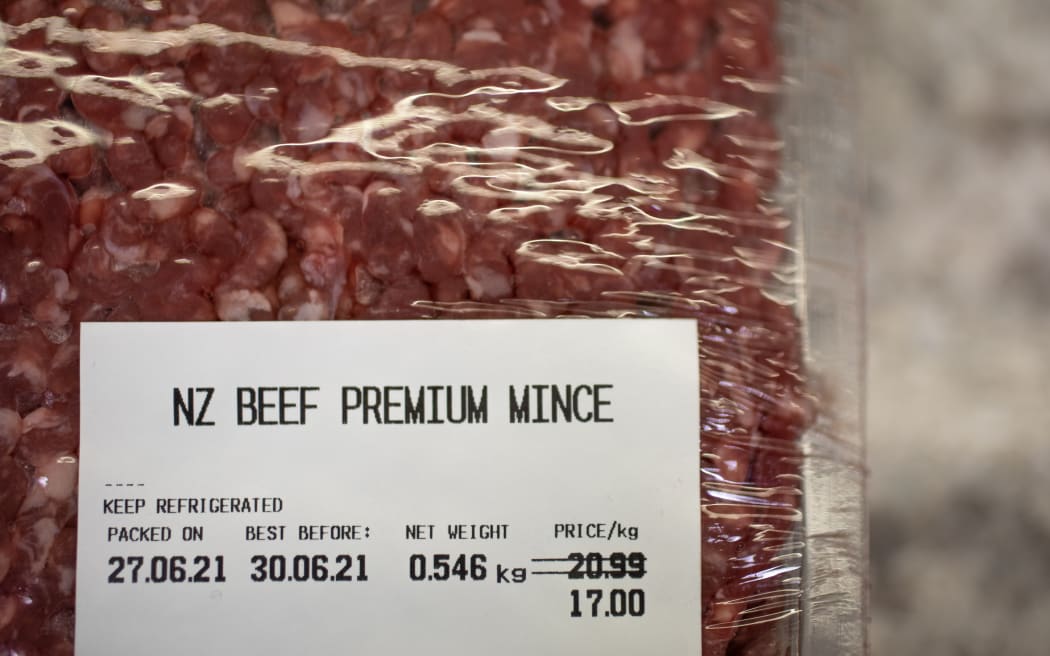 NZ BEEF PREMIUM MINCE
----
KEEP REFRIGERATED
PACKED ON BEST BEFORE: NET WEIGHT PRICE/kg
27.06.21 30.06.21 0.546 kg 20.99
17.00